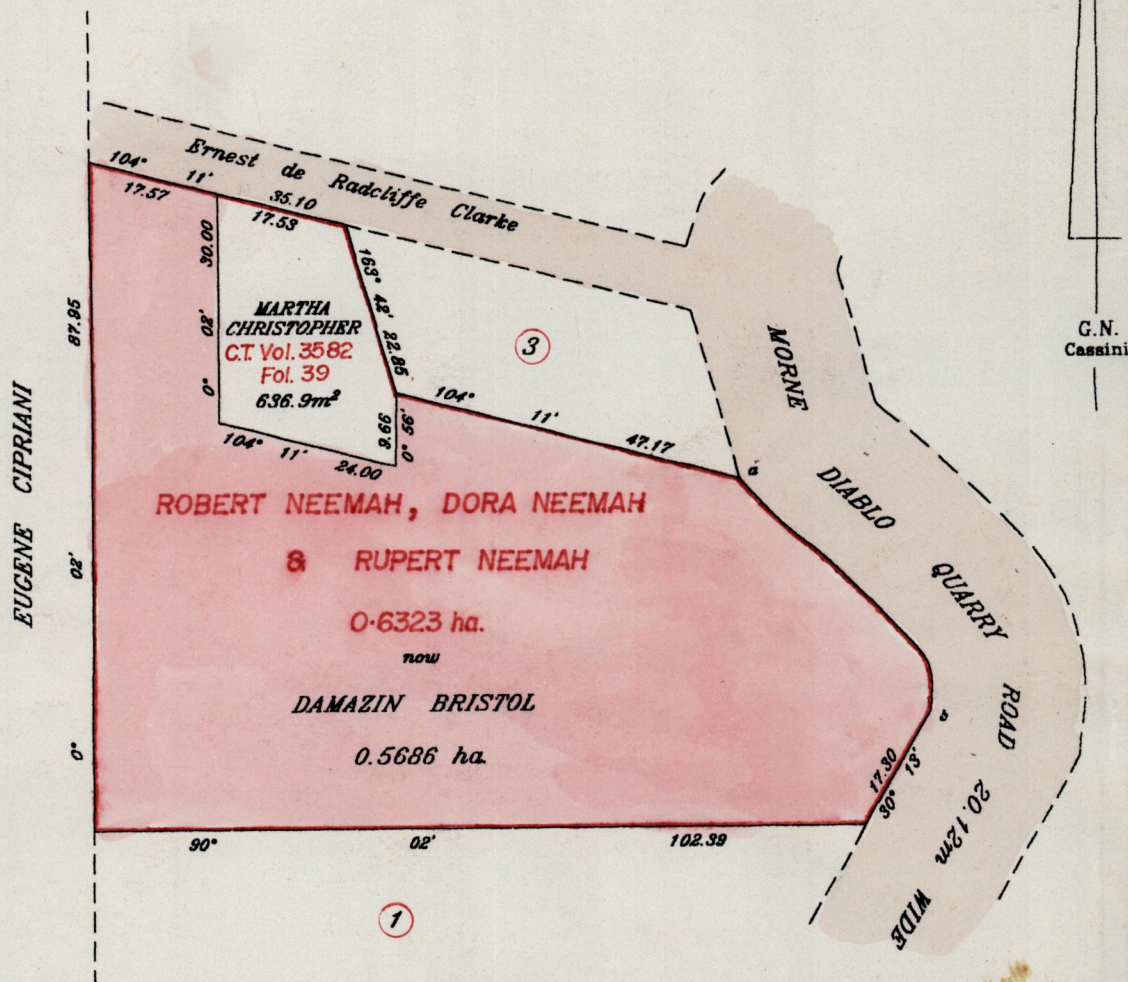 Ernest de Radcliffe Clarke
104° 11' 35.10
17.57
17.53
30.00
02'
0°
MARTHA
CHRISTOPHER
C.T. Vol. 3582
Fol. 39
636.9m²
163° 42' 22.85
9.66
0° 56'
104° 11' 24.00
3
104° 11' 47.17
a
MORNE
DIABLO
QUARRY
ROAD
20.12m
WIDE
G.N.
Cassini
87.95
02'
0°
EUGENE CIPRIANI
ROBERT NEEMAH, DORA NEEMAH
& RUPERT NEEMAH
0.6323 ha.
now
DAMAZIN BRISTOL
0.5686 ha.
a
17.30
30° 13'
90° 02' 102.39
1